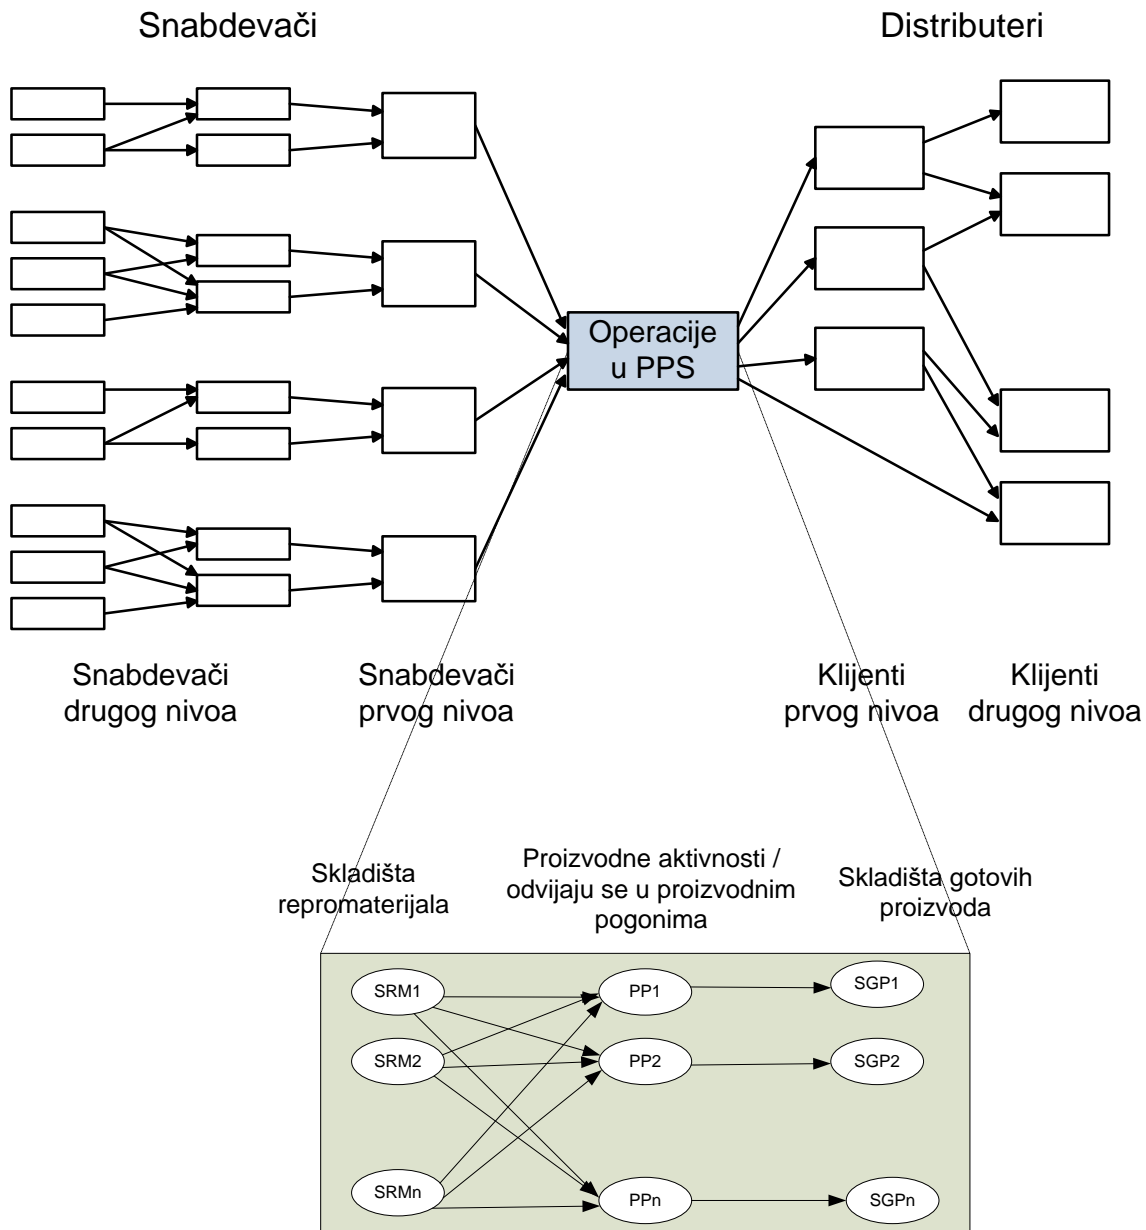 Snabdevači
Distributeri
Operacije
u PPS
Snabdevači
drugog nivoa
Snabdevači
prvog nivoa
Klijenti
prvog nivoa
Klijenti
drugog nivoa
Skladišta
repromaterijala
Proizvodne aktivnosti /
odvijaju se u proizvodnim
pogonima
Skladišta gotovih
proizvoda
SRM1
PP1
SGP1
SRM2
PP2
SGP2
SRMn
PPn
SGPn